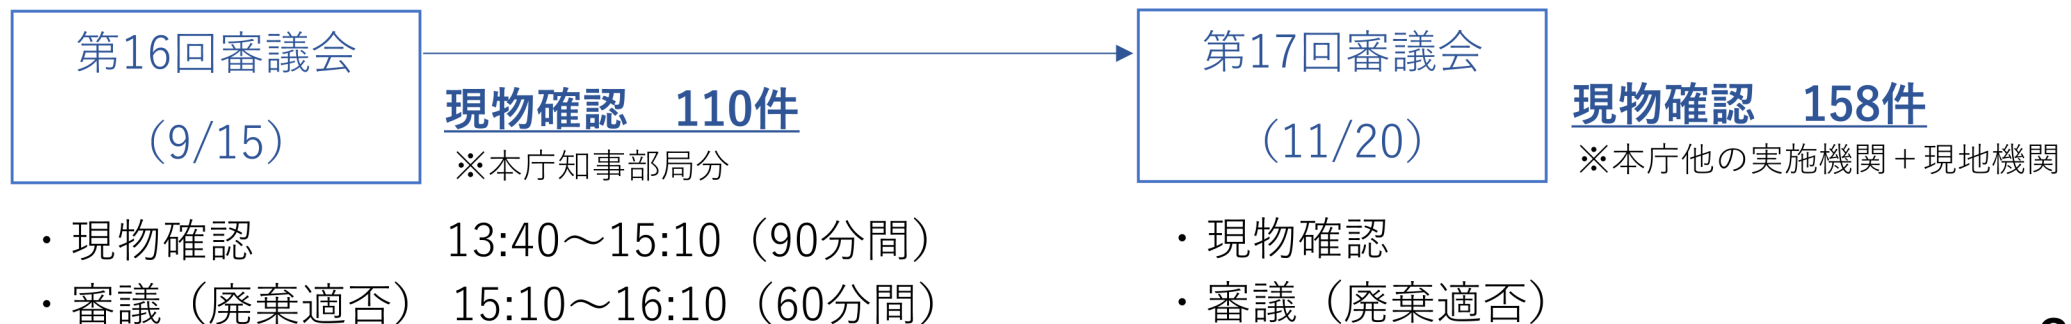 第16回審議会
(9/15)
現物確認　110件
※本庁知事部局分
・現物確認　13:40～15:10（90分間）
・審議（廃棄適否）　15:10～16:10（60分間）
第17回審議会
(11/20)
現物確認　158件
※本庁他の実施機関＋現地機関
・現物確認
・審議（廃棄適否）